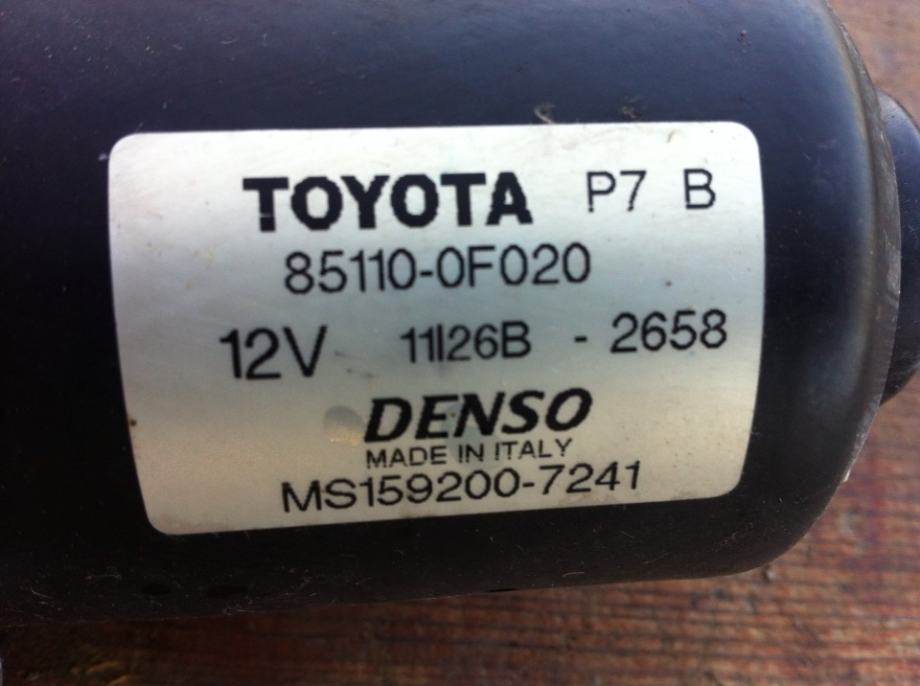 TOYOTA P7 B
85110-0F020
12V 11I26B - 2658
DENSO
MADE IN ITALY
MS159200-7241